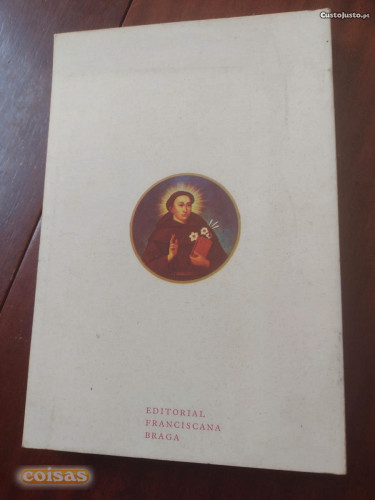 CustoJusto.pt
EDITORIAL
FRANCISCANA
BRAGA
coisas